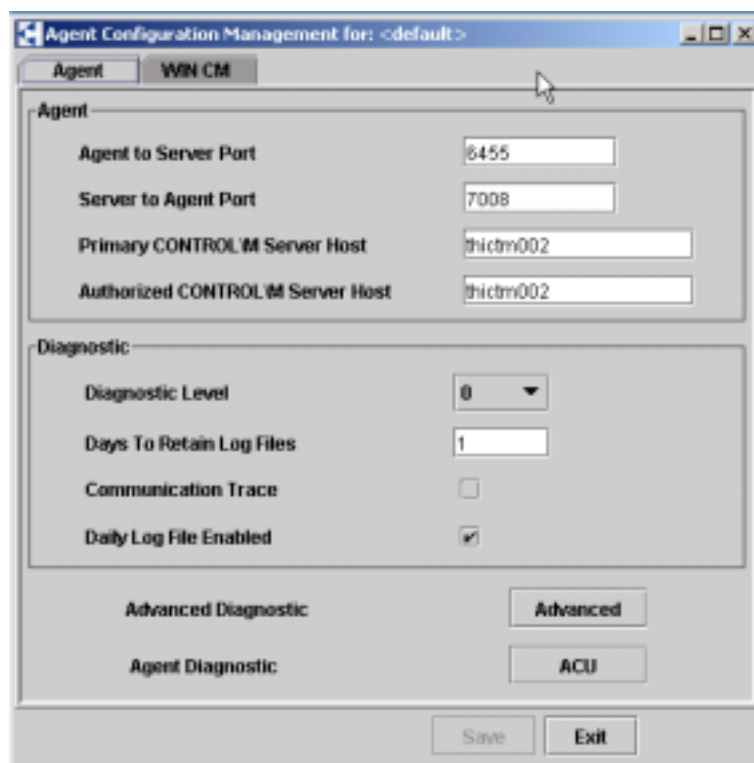 Agent Configuration Management for: <default>
Agent WIN CM
Agent
Agent to Server Port 6455
Server to Agent Port 7008
Primary CONTROL\M Server Host thictm002
Authorized CONTROL\M Server Host thictm002
Diagnostic
Diagnostic Level 0
Days To Retain Log Files 1
Communication Trace
Daily Log File Enabled
Advanced Diagnostic Advanced
Agent Diagnostic ACU
Save Exit